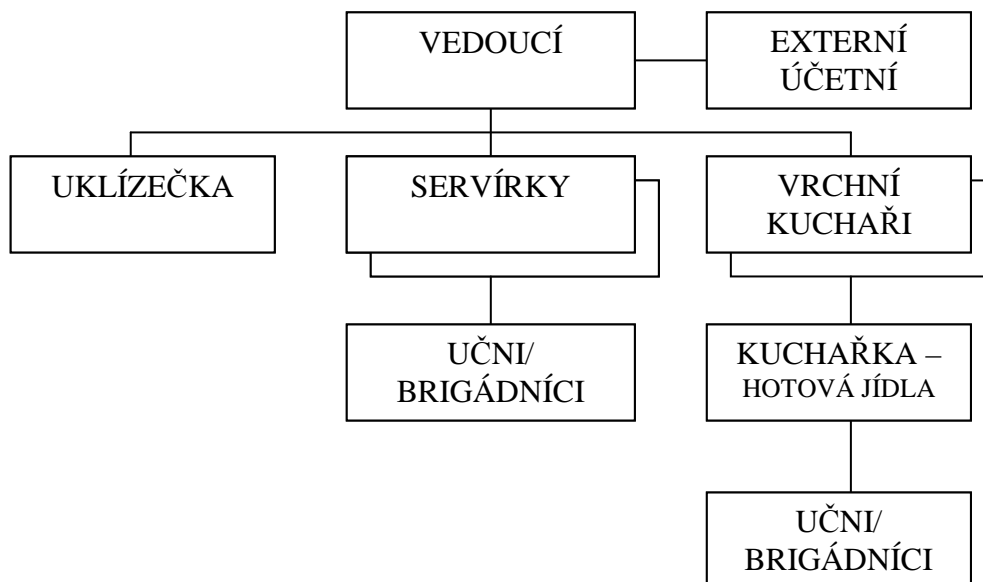 VEDOUCÍ
EXTERNÍ
ÚČETNÍ
UKLÍZEČKA
SERVÍRKY
VRCHNÍ
KUCHAŘI
UČNI/
BRIGÁDNÍCI
KUCHAŘKA –
HOTOVÁ JÍDLA
UČNI/
BRIGÁDNÍCI